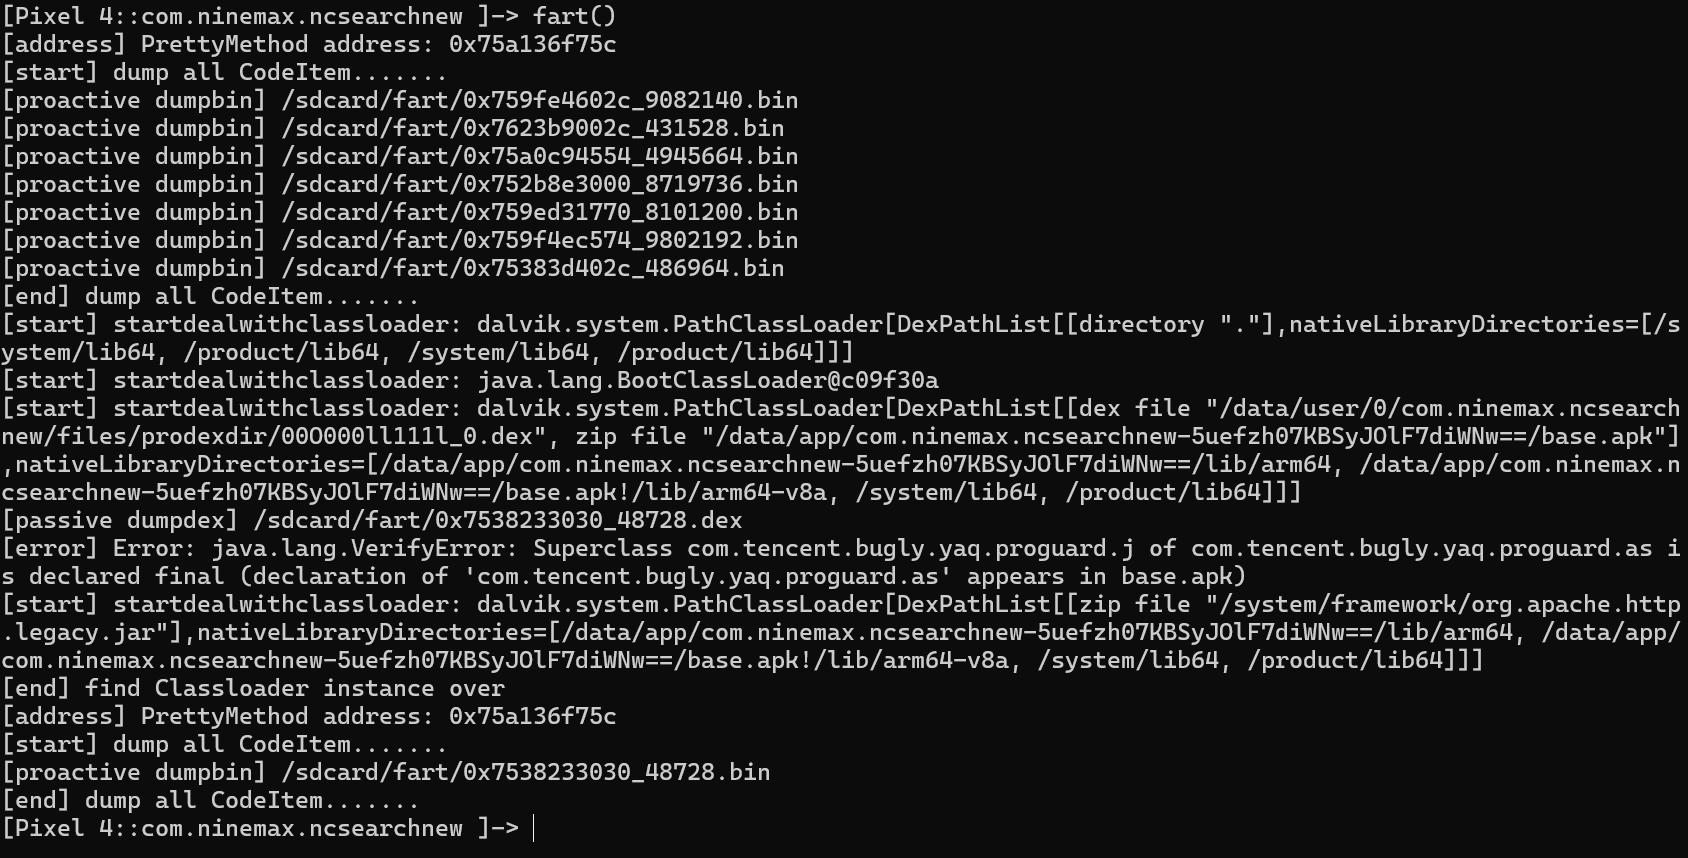 [Pixel 4::com.ninemax.ncsearchnew ]-> fart()
[address] PrettyMethod address: 0x75a136f75c
[start] dump all CodeItem.......
[proactive dumpbin] /sdcard/fart/0x759fe4602c_9082140.bin
[proactive dumpbin] /sdcard/fart/0x7623b9002c_431528.bin
[proactive dumpbin] /sdcard/fart/0x75a0c94554_4945664.bin
[proactive dumpbin] /sdcard/fart/0x752b8e3000_8719736.bin
[proactive dumpbin] /sdcard/fart/0x759ed31770_8101200.bin
[proactive dumpbin] /sdcard/fart/0x759f4ec574_9802192.bin
[proactive dumpbin] /sdcard/fart/0x75383d402c_486964.bin
[end] dump all CodeItem.......
[start] startdealwithclassloader: dalvik.system.PathClassLoader[DexPathList[[directory "."],nativeLibraryDirectories=[/s
ystem/lib64, /product/lib64, /system/lib64, /product/lib64]]]
[start] startdealwithclassloader: java.lang.BootClassLoader@c09f30a
[start] startdealwithclassloader: dalvik.system.PathClassLoader[DexPathList[[dex file "/data/user/0/com.ninemax.ncsearch
new/files/prodexdir/00O000ll111l_0.dex", zip file "/data/app/com.ninemax.ncsearchnew-5uefzh07KBSyJOlF7diWNw==/base.apk"]
,nativeLibraryDirectories=[/data/app/com.ninemax.ncsearchnew-5uefzh07KBSyJOlF7diWNw==/lib/arm64, /data/app/com.ninemax.n
csearchnew-5uefzh07KBSyJOlF7diWNw==/base.apk!/lib/arm64-v8a, /system/lib64, /product/lib64]]]
[passive dumpdex] /sdcard/fart/0x7538233030_48728.dex
[error] Error: java.lang.VerifyError: Superclass com.tencent.bugly.yaq.proguard.j of com.tencent.bugly.yaq.proguard.as i
s declared final (declaration of 'com.tencent.bugly.yaq.proguard.as' appears in base.apk)
[start] startdealwithclassloader: dalvik.system.PathClassLoader[DexPathList[[zip file "/system/framework/org.apache.http
.legacy.jar"],nativeLibraryDirectories=[/data/app/com.ninemax.ncsearchnew-5uefzh07KBSyJOlF7diWNw==/lib/arm64, /data/app/
com.ninemax.ncsearchnew-5uefzh07KBSyJOlF7diWNw==/base.apk!/lib/arm64-v8a, /system/lib64, /product/lib64]]]
[end] find Classloader instance over
[address] PrettyMethod address: 0x75a136f75c
[start] dump all CodeItem.......
[proactive dumpbin] /sdcard/fart/0x7538233030_48728.bin
[end] dump all CodeItem.......
[Pixel 4::com.ninemax.ncsearchnew ]->